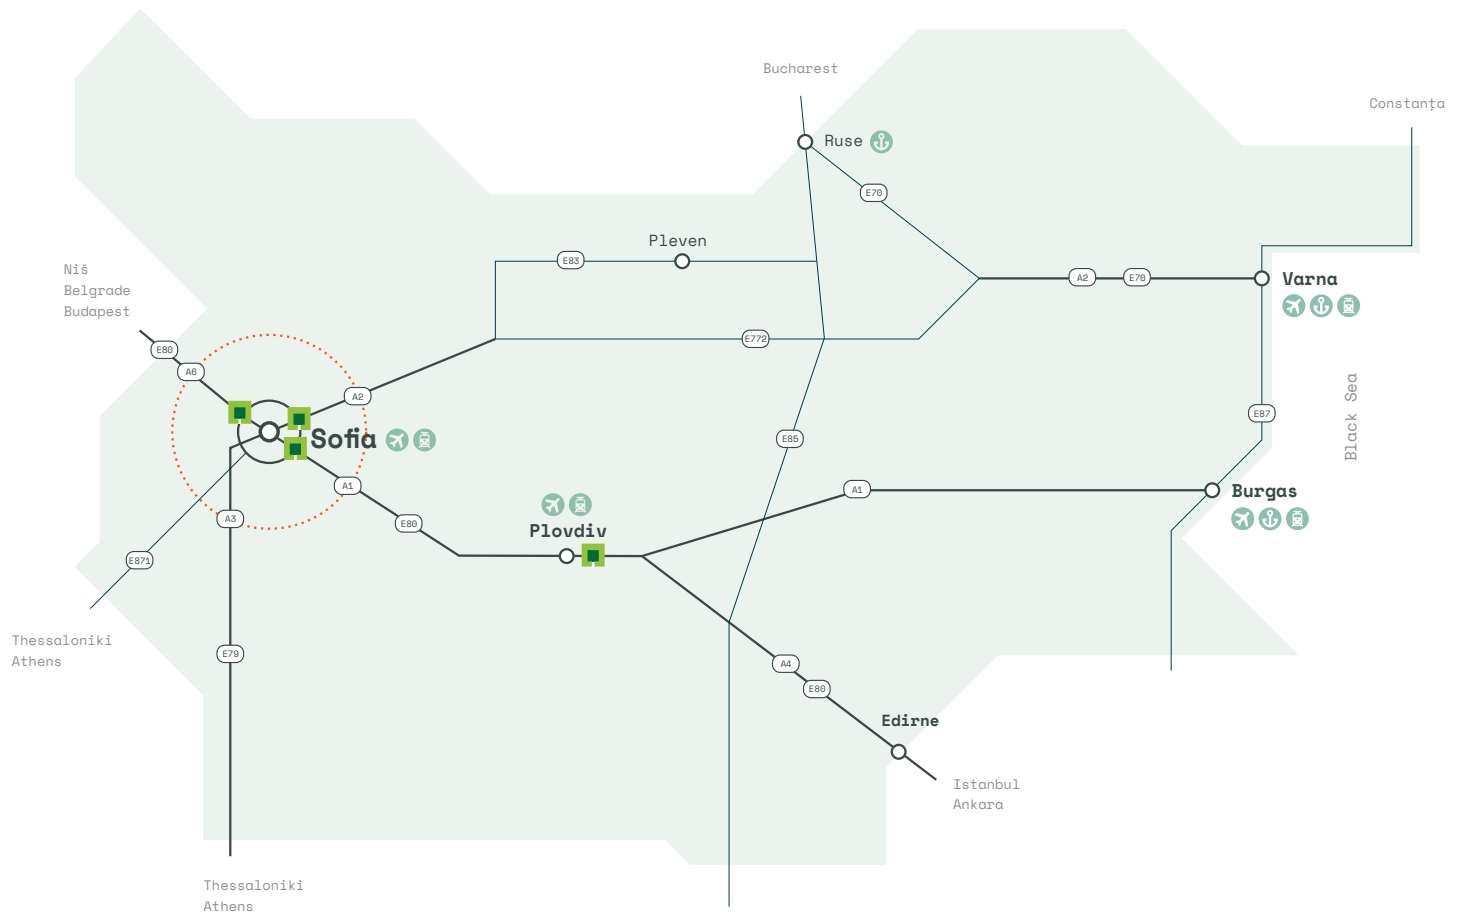 Bucharest
Constanța
Ruse
E70
Pleven
E83
Niš
Belgrade
Budapest
A2
E70
Varna
E80
A6
E772
A2
Black Sea
E87
Sofia
E85
A1
A1
Burgas
A3
E80
Plovdiv
E871
Thessaloniki
Athens
E79
A4
E80
Edirne
Istanbul
Ankara
Thessaloniki
Athens